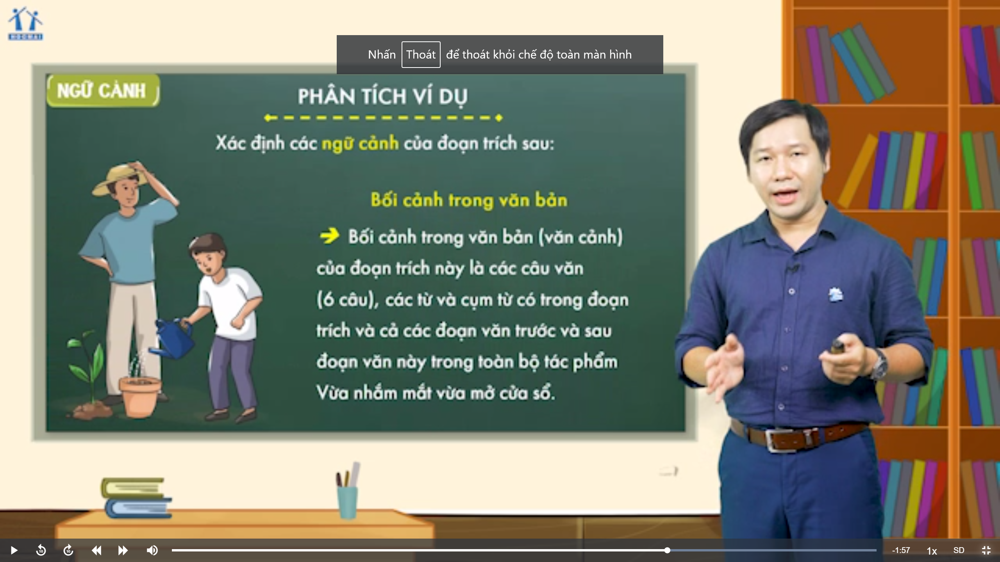 HOCMAI
Nhấn Thoát để thoát khỏi chế độ toàn màn hình
NGỮ CẢNH
PHÂN TÍCH VÍ DỤ
Xác định các ngữ cảnh của đoạn trích sau:
Bối cảnh trong văn bản
➔ Bối cảnh trong văn bản (văn cảnh)
của đoạn trích này là các câu văn
(6 câu), các từ và cụm từ có trong đoạn
trích và cả các đoạn văn trước và sau
đoạn văn này trong toàn bộ tác phẩm
Vừa nhắm mắt vừa mở cửa sổ.
10 10 -1:57 1x SD